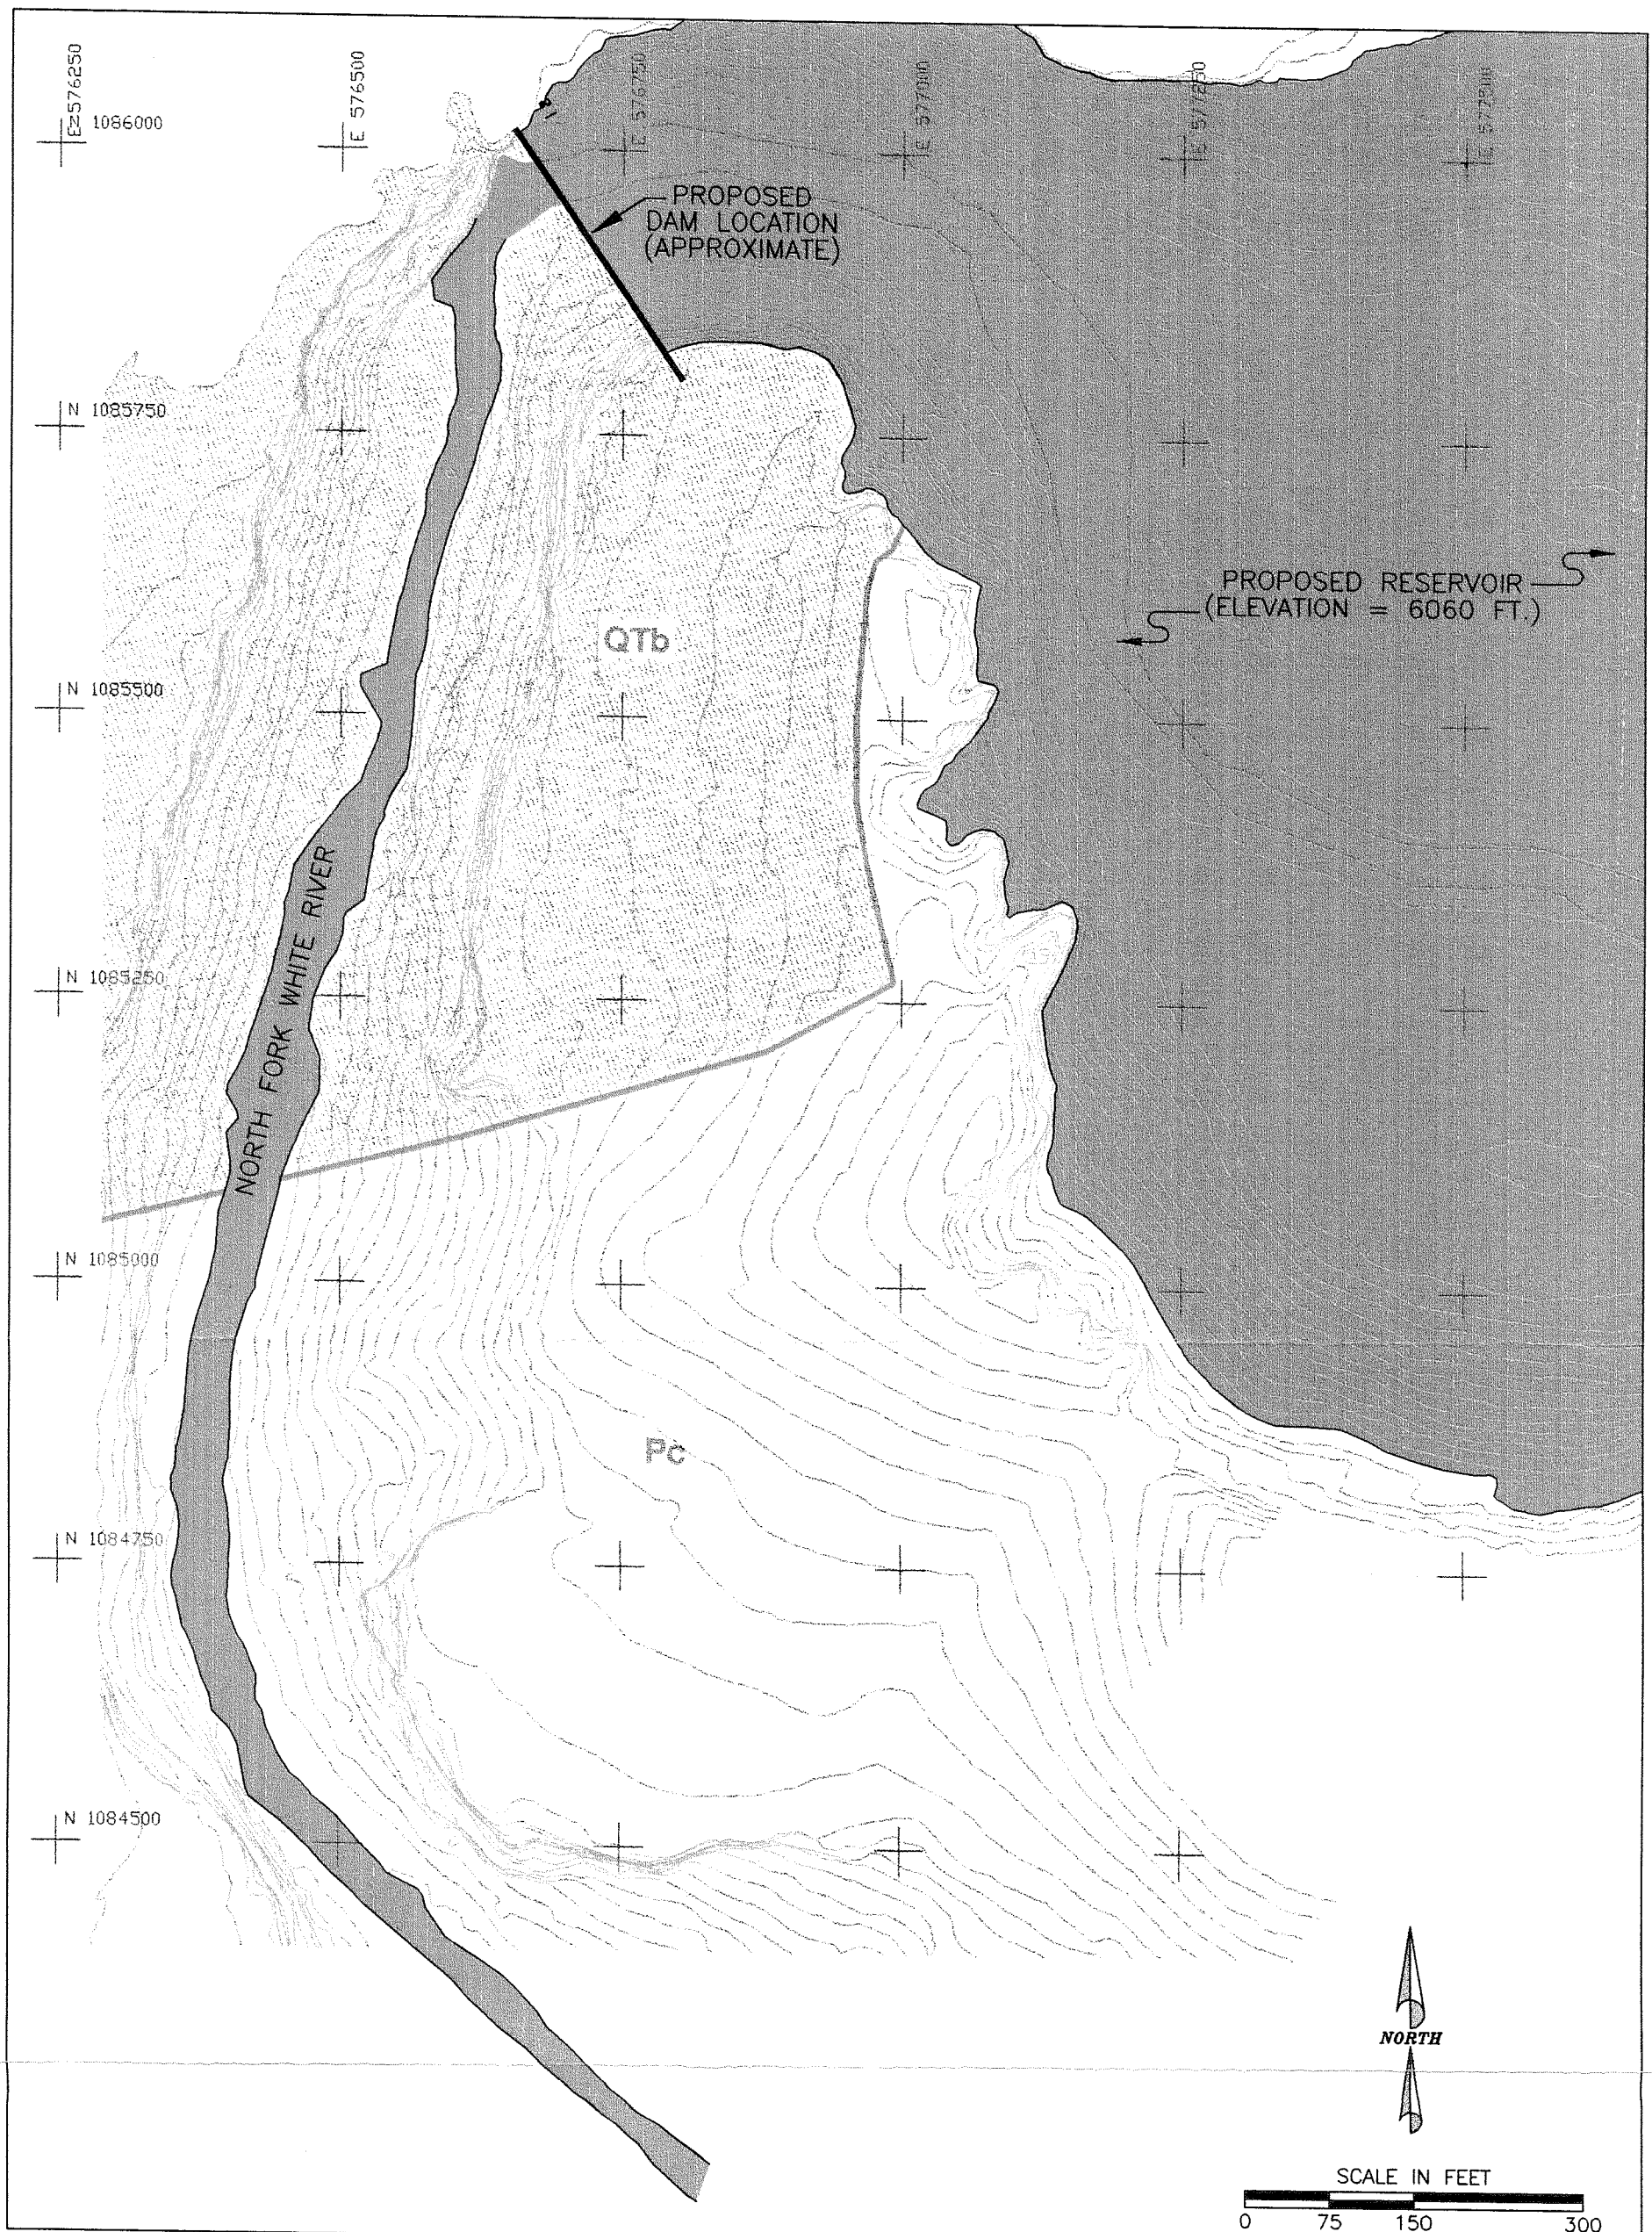 E=576250
E 576500
E 576750
E 577000
E 577250
E 577500
1086000
PROPOSED
DAM LOCATION
(APPROXIMATE)
N 1085750
PROPOSED RESERVOIR
(ELEVATION = 6060 FT.)
QTb
N 1085500
NORTH FORK WHITE RIVER
N 1085250
N 1085000
Pc
N 1084750
N 1084500
NORTH
SCALE IN FEET
0 75 150 300